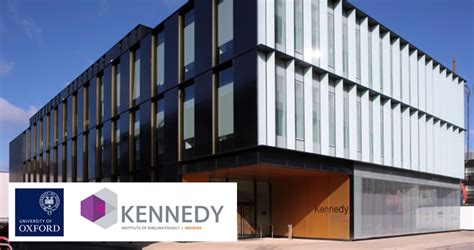 Kennedy
UNIVERSITY OF
OXFORD
KENNEDY
INSTITUTE OF RHEUMATOLOGY | NDORMS